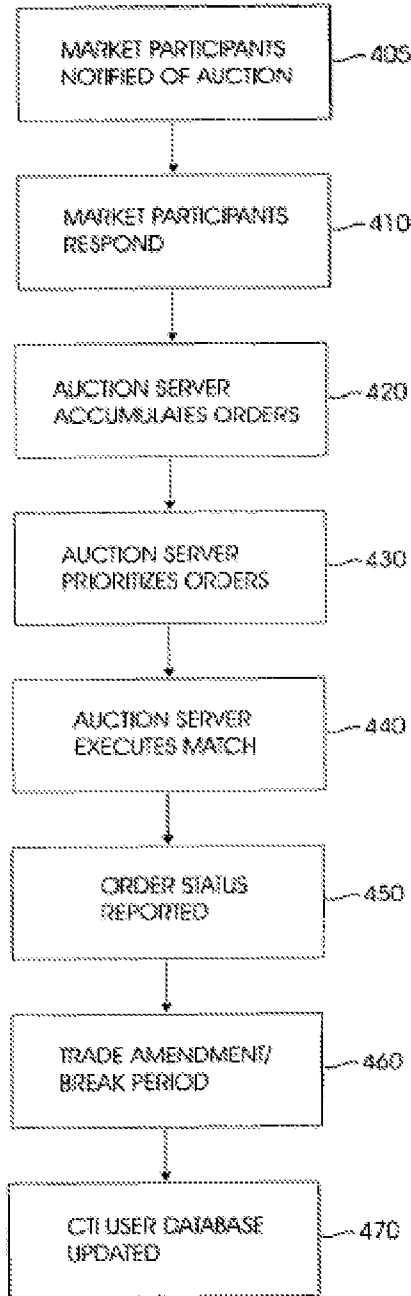 MARKET PARTICIPANTS
NOTIFIED OF AUCTION
405
MARKET PARTICIPANTS
RESPOND
410
AUCTION SERVER
ACCUMULATES ORDERS
420
AUCTION SERVER
PRIORITIZES ORDERS
430
AUCTION SERVER
EXECUTES MATCH
440
ORDER STATUS
REPORTED
450
TRADE AMENDMENT/
BREAK PERIOD
460
CTI USER DATABASE
UPDATED
470